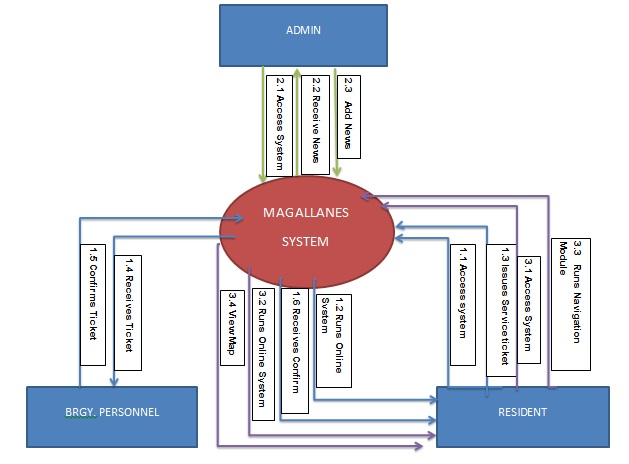 ADMIN
2.1 Access System
2.2 Receive News
2.3 Add News
MAGALLANES
SYSTEM
1.5 Confirms Ticket
1.4 Receives Ticket
3.4 View Map
3.2 Runs Online System
1.6 Receives Confirm
1.2 Runs Online
System
1.1 Access system
1.3 Issues Service ticket
3.1 Access System
3.3 Runs Navigation
Module
BRGY. PERSONNEL
RESIDENT